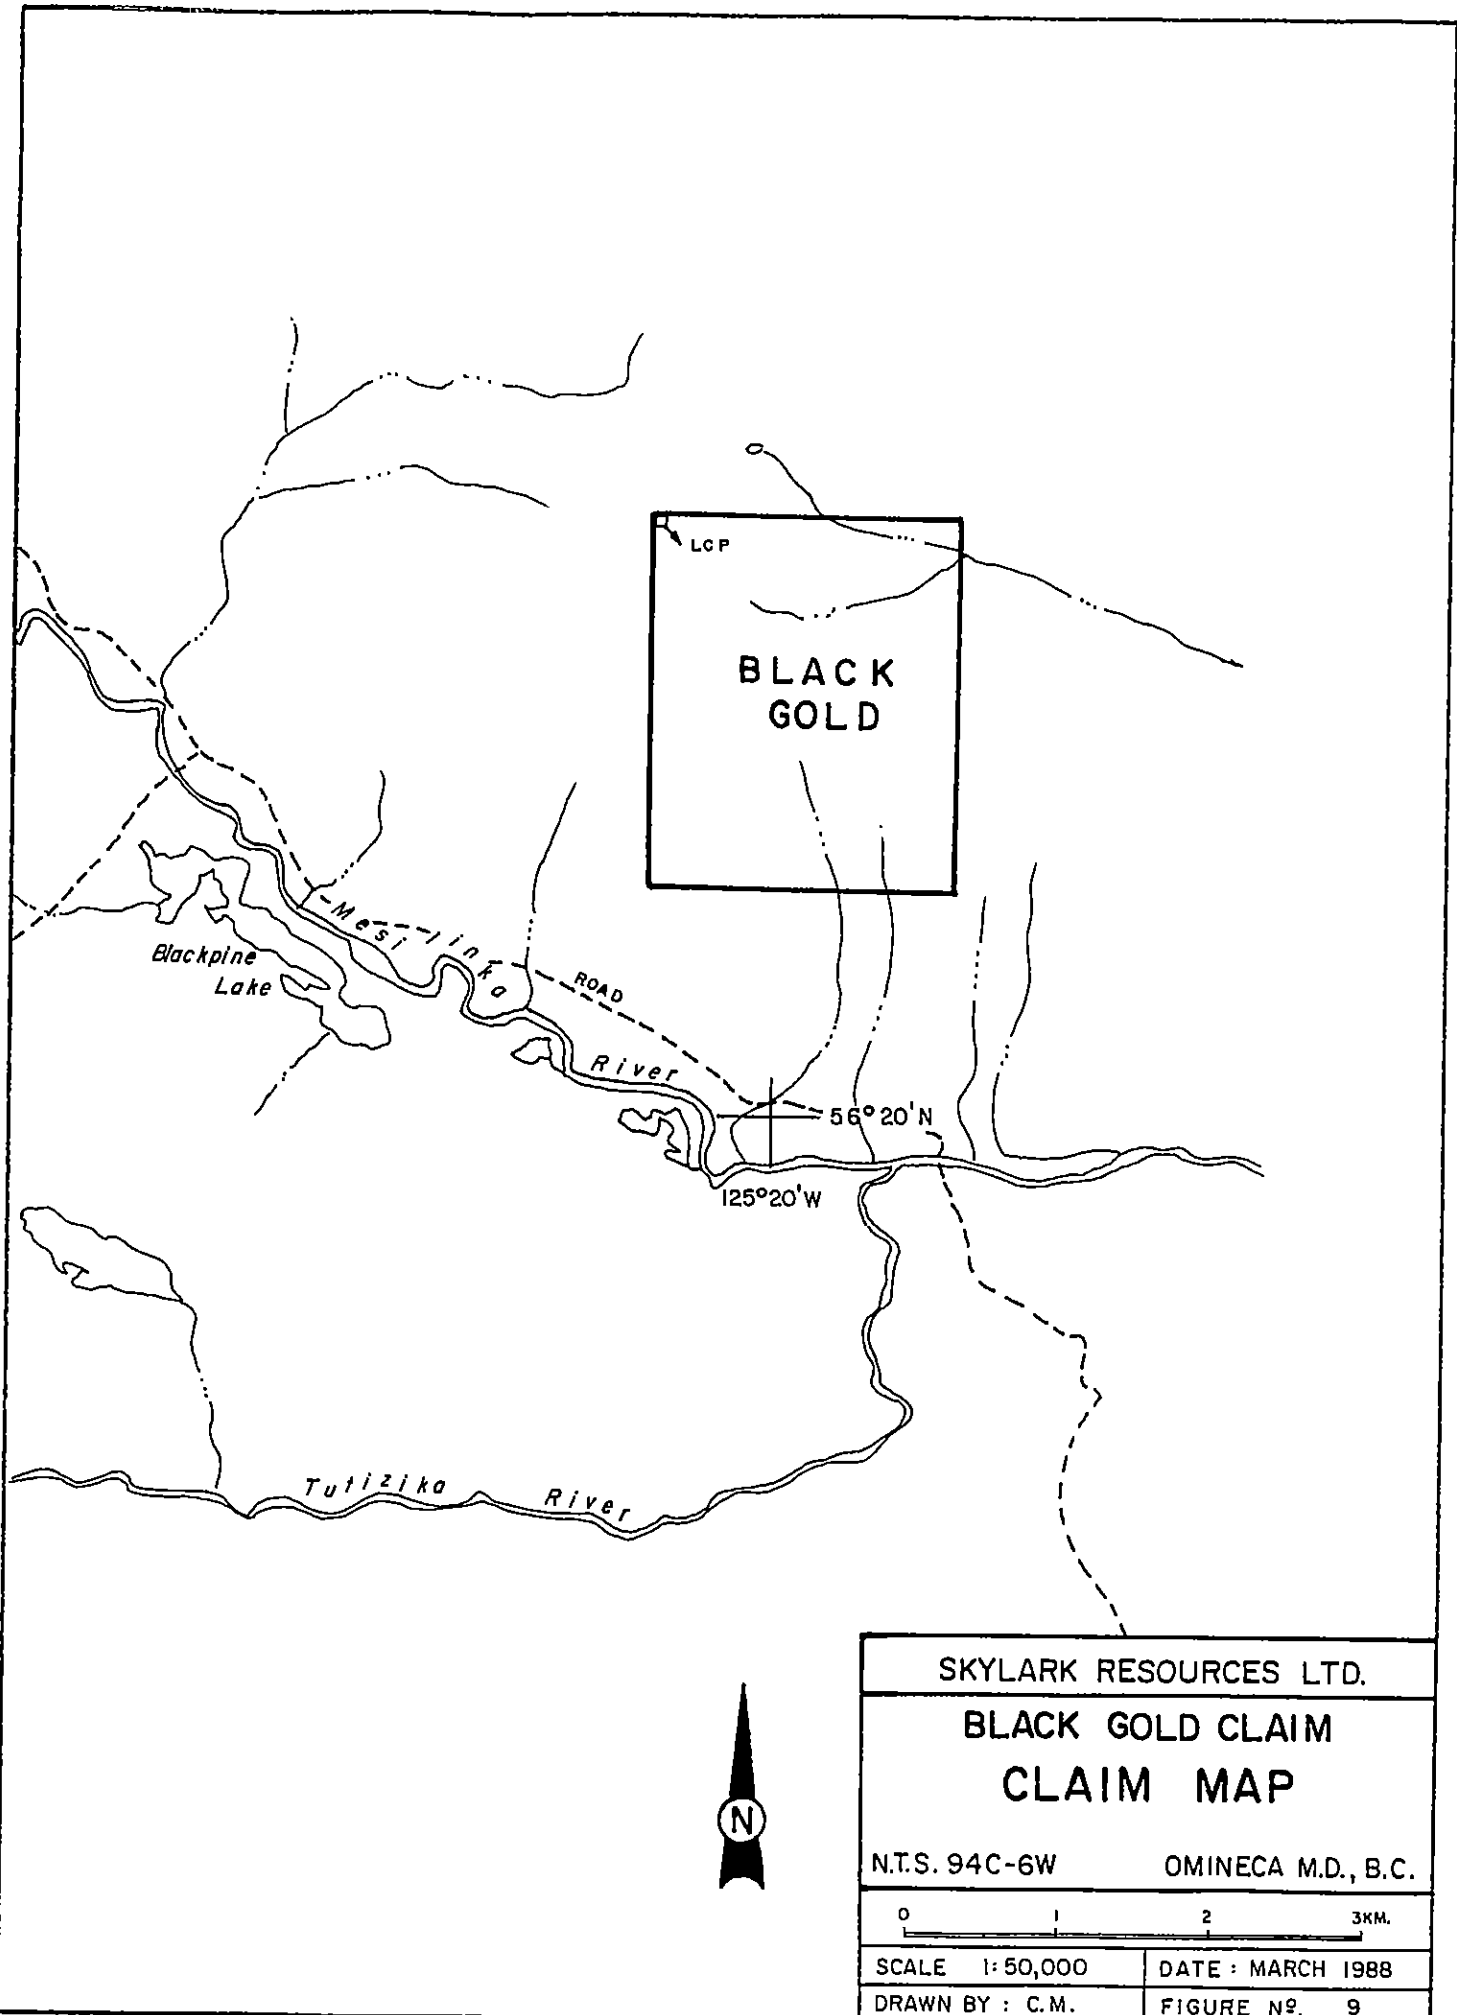 LCP
BLACK
GOLD
Blackpine
Lake
Mesilinka
ROAD
River
56°20'N
125°20'W
Tutizika River
N
SKYLARK RESOURCES LTD.
BLACK GOLD CLAIM
CLAIM MAP
N.T.S. 94C-6W OMINECA M.D., B.C.
0 1 2 3KM.
SCALE 1:50,000 DATE : MARCH 1988
DRAWN BY : C.M. FIGURE Nº. 9